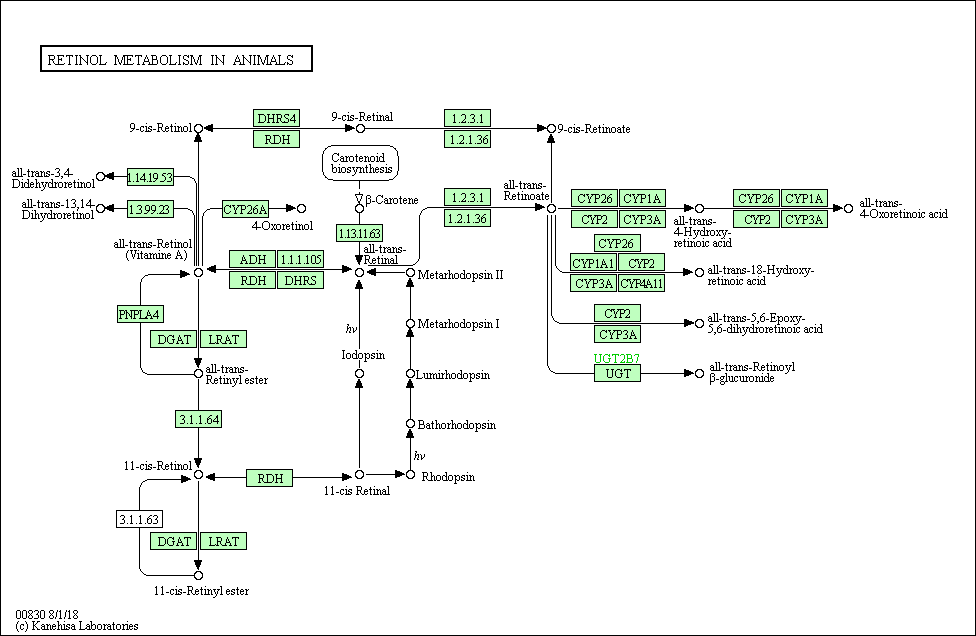 RETINOL METABOLISM IN ANIMALS
9-cis-Retinol
DHRS4
RDH
9-cis-Retinal
1.2.3.1
1.2.1.36
9-cis-Retinoate
Carotenoid
biosynthesis
all-trans-3,4-
Didehydroretinol
1.14.19.53
all-trans-13,14-
Dihydroretinol
1.3.99.23
CYP26A
4-Oxoretinol
β-Carotene
1.13.11.63
all-trans-
Retinal
1.2.3.1
1.2.1.36
all-trans-
Retinoate
CYP26
CYP1A
CYP2
CYP3A
all-trans-
4-Hydroxy-
retinoic acid
CYP26
CYP1A
CYP2
CYP3A
all-trans-
4-Oxoretinoic acid
all-trans-Retinol
(Vitamine A)
ADH
1.1.1.105
RDH
DHRS
Metarhodopsin II
CYP26
CYP1A1
CYP2
CYP3A
CYP4A11
all-trans-18-Hydroxy-
retinoic acid
PNPLA4
DGAT
LRAT
hν
Iodopsin
Metarhodopsin I
CYP2
CYP3A
all-trans-5,6-Epoxy-
5,6-dihydroretinoic acid
all-trans-
Retinyl ester
Lumirhodopsin
UGT2B7
UGT
all-trans-Retinoyl
β-glucuronide
3.1.1.64
Bathorhodopsin
hν
11-cis-Retinol
RDH
11-cis Retinal
Rhodopsin
3.1.1.63
DGAT
LRAT
11-cis-Retinyl ester
00830 8/1/18
(c) Kanehisa Laboratories